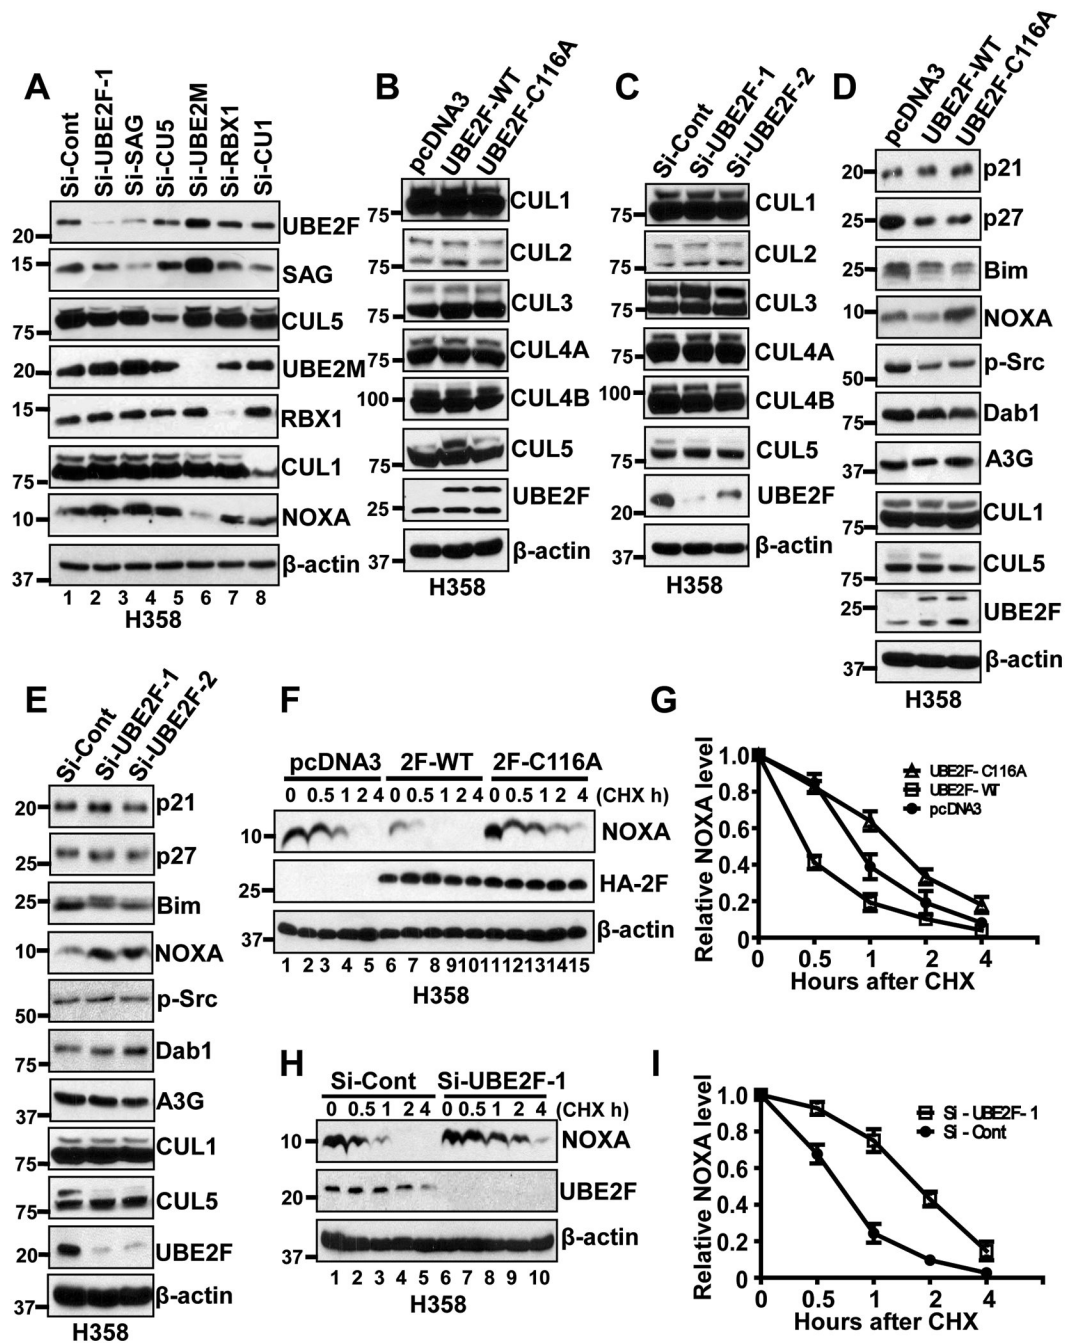 A
Si-Cont
Si-UBE2F-1
Si-SAG
Si-CU5
Si-UBE2M
Si-RBX1
Si-CU1
20
UBE2F
15
SAG
75
CUL5
20
UBE2M
15
RBX1
75
CUL1
10
NOXA
37
β-actin
1 2 3 4 5 6 7 8
H358
B
pcDNA3
UBE2F-WT
UBE2F-C116A
75
CUL1
75
CUL2
75
CUL3
75
CUL4A
100
CUL4B
75
CUL5
25
UBE2F
37
β-actin
H358
C
Si-Cont
Si-UBE2F-1
Si-UBE2F-2
75
CUL1
75
CUL2
75
CUL3
75
CUL4A
100
CUL4B
75
CUL5
20
UBE2F
37
β-actin
H358
D
pcDNA3
UBE2F-WT
UBE2F-C116A
20
p21
25
p27
25
Bim
10
NOXA
50
p-Src
75
Dab1
37
A3G
75
CUL1
75
CUL5
25
UBE2F
37
β-actin
H358
E
Si-Cont
Si-UBE2F-1
Si-UBE2F-2
20
p21
25
p27
25
Bim
10
NOXA
50
p-Src
75
Dab1
37
A3G
75
CUL1
75
CUL5
20
UBE2F
37
β-actin
H358
F
pcDNA3 2F-WT 2F-C116A
0 0.5 1 2 4 0 0.5 1 2 4 0 0.5 1 2 4 (CHX h)
10
NOXA
25
HA-2F
37
β-actin
1 2 3 4 5 6 7 8 9 10 11 12 13 14 15
H358
G
Relative NOXA level
1.0
0.8
0.6
0.4
0.2
0
UBE2F-C116A
UBE2F-WT
pcDNA3
0 0.5 1 2 4
Hours after CHX
H
Si-Cont Si-UBE2F-1
0 0.5 1 2 4 0 0.5 1 2 4 (CHX h)
10
NOXA
20
UBE2F
37
β-actin
1 2 3 4 5 6 7 8 9 10
H358
I
Relative NOXA level
1.0
0.8
0.6
0.4
0.2
0
Si-UBE2F-1
Si-Cont
0 0.5 1 2 4
Hours after CHX